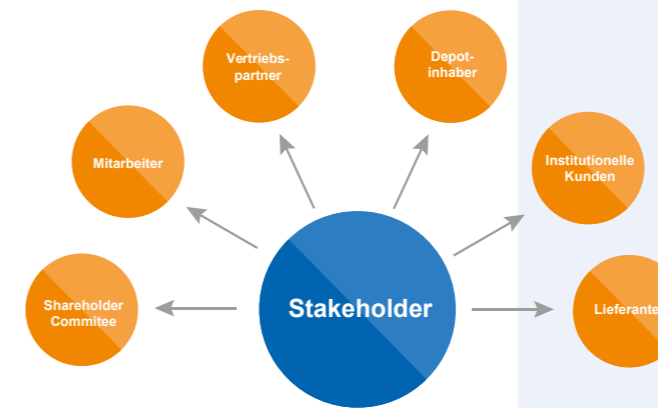 Vertriebs-
partner
Depot-
inhaber
Mitarbeiter
Institutionelle
Kunden
Shareholder
Commitee
Stakeholder
Lieferante